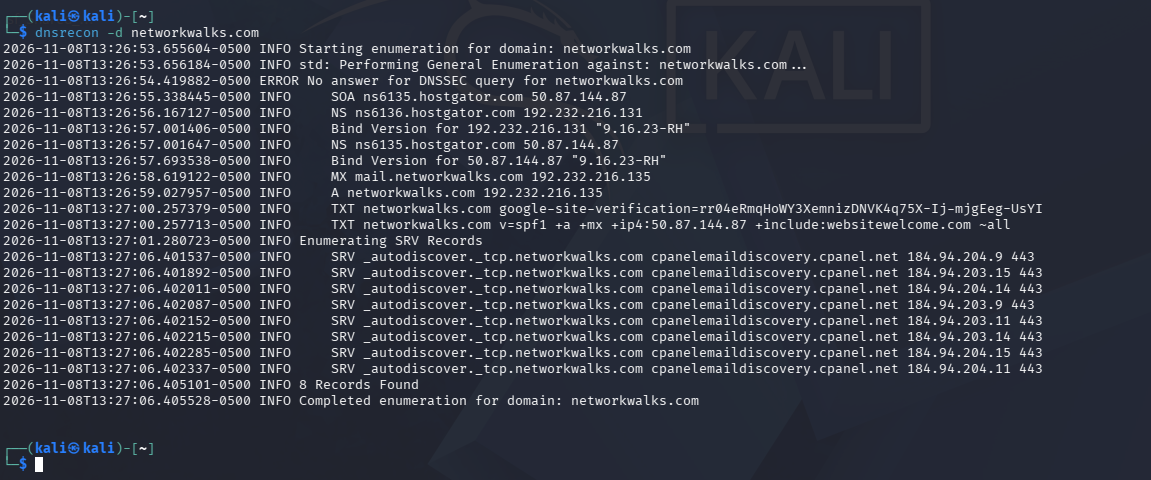 ┌──(kali㉿kali)-[~]
└─$ dnsrecon -d networkwalks.com
2026-11-08T13:26:53.655604-0500 INFO Starting enumeration for domain: networkwalks.com
2026-11-08T13:26:53.656184-0500 INFO std: Performing General Enumeration against: networkwalks.com...
2026-11-08T13:26:54.419882-0500 ERROR No answer for DNSSEC query for networkwalks.com
2026-11-08T13:26:55.338445-0500 INFO     SOA ns6135.hostgator.com 50.87.144.87
2026-11-08T13:26:56.167127-0500 INFO     NS ns6136.hostgator.com 192.232.216.131
2026-11-08T13:26:57.001406-0500 INFO     Bind Version for 192.232.216.131 "9.16.23-RH"
2026-11-08T13:26:57.001647-0500 INFO     NS ns6135.hostgator.com 50.87.144.87
2026-11-08T13:26:57.693538-0500 INFO     Bind Version for 50.87.144.87 "9.16.23-RH"
2026-11-08T13:26:58.619122-0500 INFO     MX mail.networkwalks.com 192.232.216.135
2026-11-08T13:26:59.027957-0500 INFO     A networkwalks.com 192.232.216.135
2026-11-08T13:27:00.257379-0500 INFO     TXT networkwalks.com google-site-verification=rr04eRmqHoWY3XemnizDNVK4q75X-Ij-mjgEeg-UsYI
2026-11-08T13:27:00.257713-0500 INFO     TXT networkwalks.com v=spf1 +a +mx +ip4:50.87.144.87 +include:websitewelcome.com ~all
2026-11-08T13:27:01.280723-0500 INFO Enumerating SRV Records
2026-11-08T13:27:06.401537-0500 INFO     SRV _autodiscover._tcp.networkwalks.com cpanelemaildiscovery.cpanel.net 184.94.204.9 443
2026-11-08T13:27:06.401892-0500 INFO     SRV _autodiscover._tcp.networkwalks.com cpanelemaildiscovery.cpanel.net 184.94.203.15 443
2026-11-08T13:27:06.402011-0500 INFO     SRV _autodiscover._tcp.networkwalks.com cpanelemaildiscovery.cpanel.net 184.94.204.14 443
2026-11-08T13:27:06.402087-0500 INFO     SRV _autodiscover._tcp.networkwalks.com cpanelemaildiscovery.cpanel.net 184.94.203.9 443
2026-11-08T13:27:06.402152-0500 INFO     SRV _autodiscover._tcp.networkwalks.com cpanelemaildiscovery.cpanel.net 184.94.203.11 443
2026-11-08T13:27:06.402215-0500 INFO     SRV _autodiscover._tcp.networkwalks.com cpanelemaildiscovery.cpanel.net 184.94.203.14 443
2026-11-08T13:27:06.402285-0500 INFO     SRV _autodiscover._tcp.networkwalks.com cpanelemaildiscovery.cpanel.net 184.94.204.15 443
2026-11-08T13:27:06.402337-0500 INFO     SRV _autodiscover._tcp.networkwalks.com cpanelemaildiscovery.cpanel.net 184.94.204.11 443
2026-11-08T13:27:06.405101-0500 INFO 8 Records Found
2026-11-08T13:27:06.405528-0500 INFO Completed enumeration for domain: networkwalks.com
┌──(kali㉿kali)-[~]
└─$
KALI